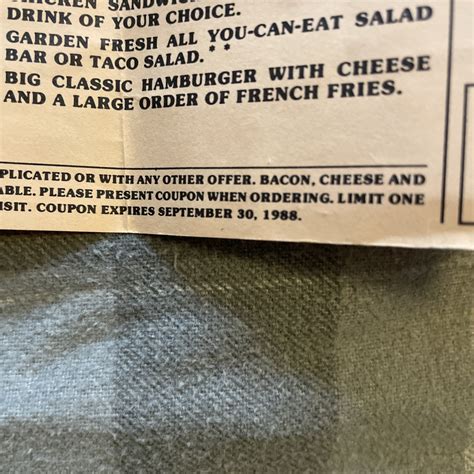 CHICKEN SANDWICH
DRINK OF YOUR CHOICE.
GARDEN FRESH ALL YOU-CAN-EAT SALAD
BAR OR TACO SALAD.**
BIG CLASSIC HAMBURGER WITH CHEESE
AND A LARGE ORDER OF FRENCH FRIES.
PLICATED OR WITH ANY OTHER OFFER. BACON, CHEESE AND
ABLE. PLEASE PRESENT COUPON WHEN ORDERING. LIMIT ONE
ISIT. COUPON EXPIRES SEPTEMBER 30, 1988.